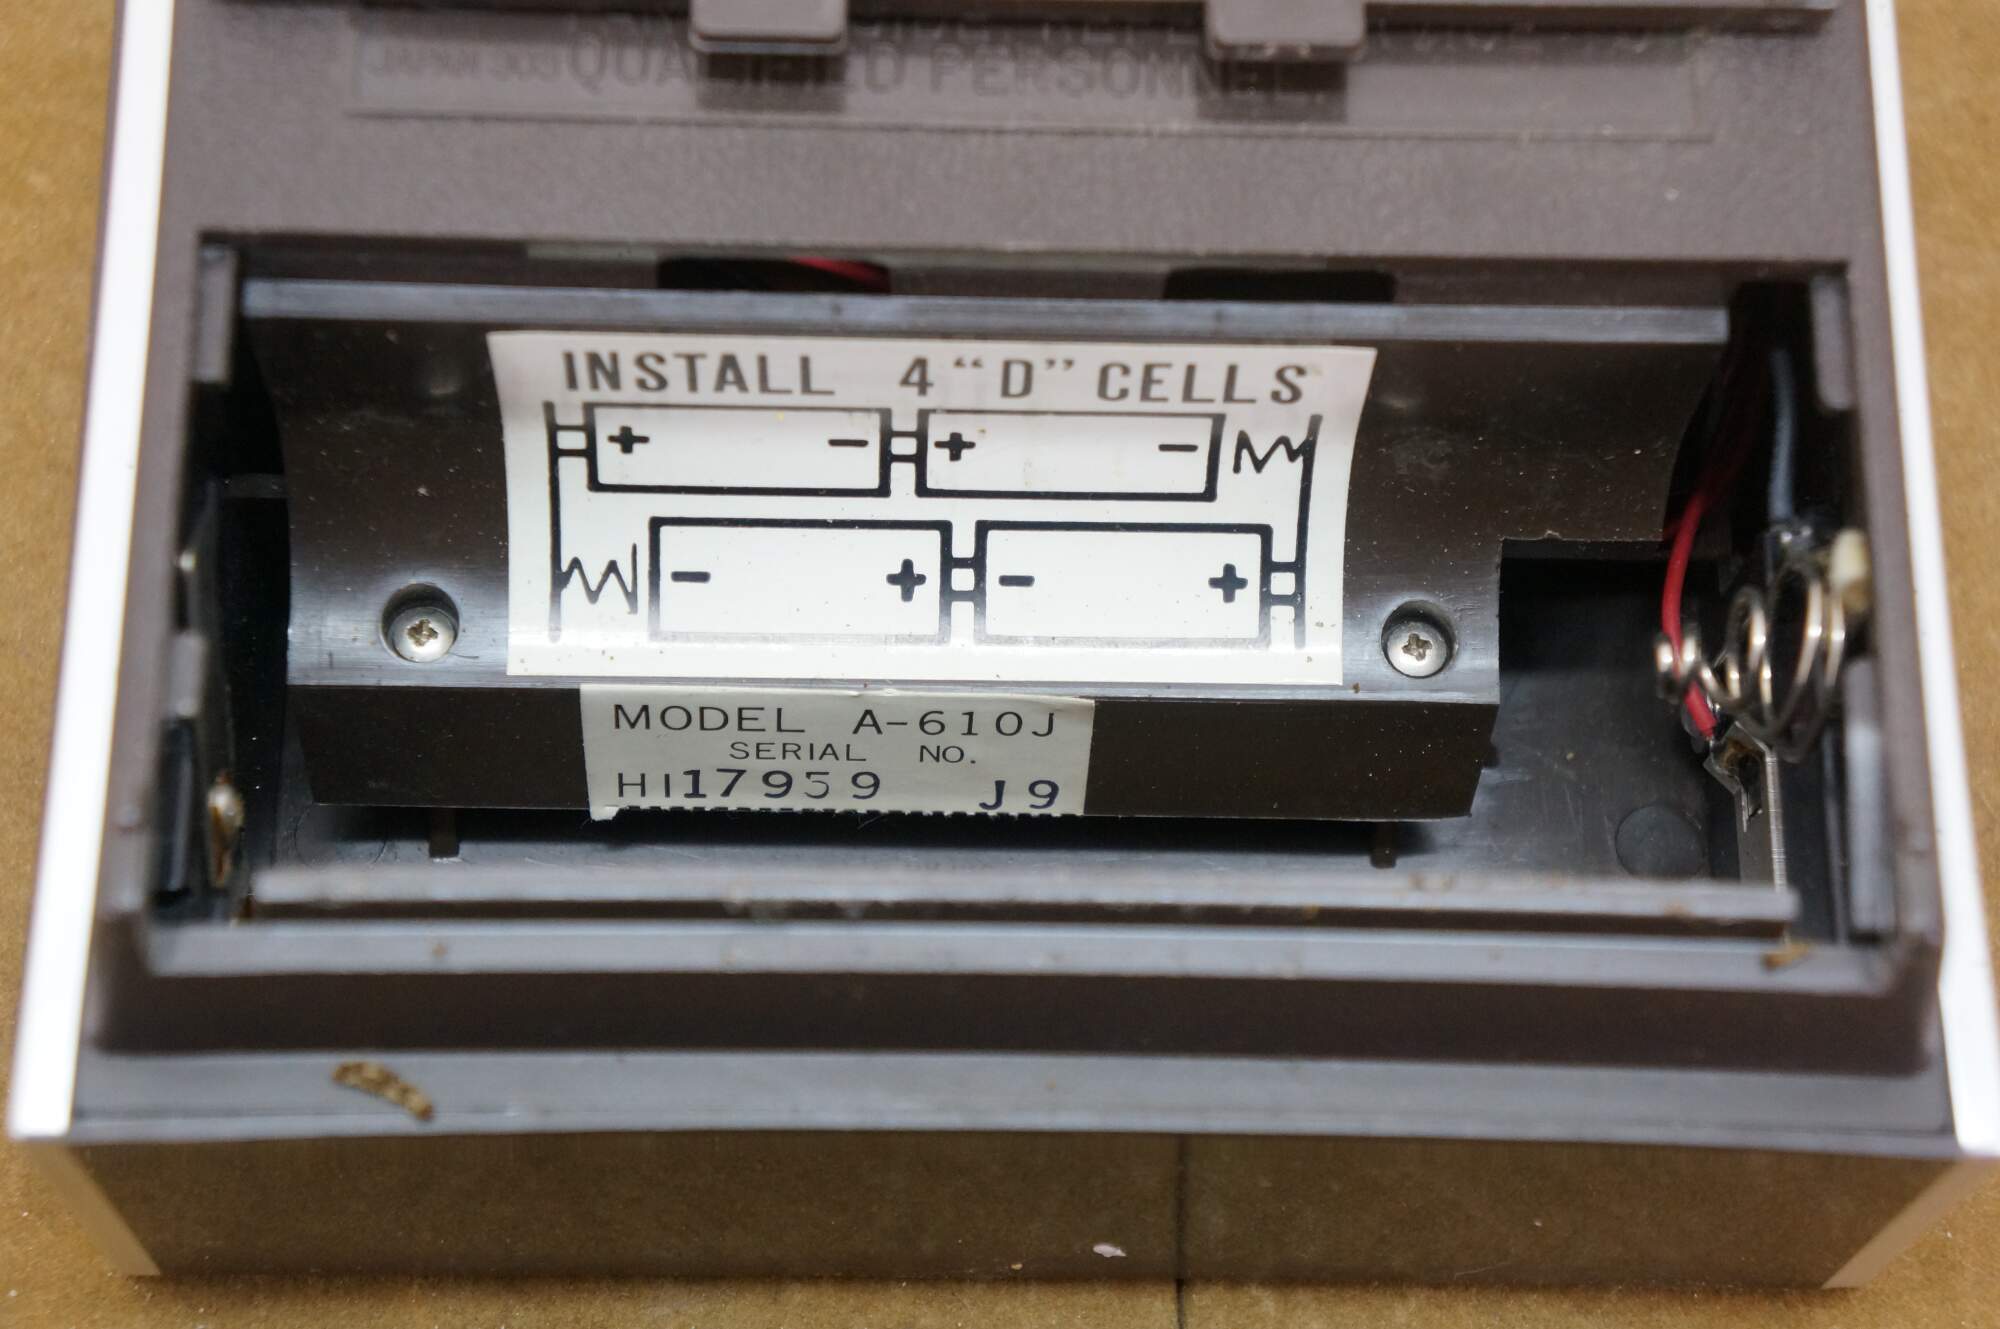 QUALIFIED PERSONNEL.
INSTALL 4 “D” CELLS
+ − + −
− + − +
MODEL A-610J
SERIAL NO.
HI17959 J9